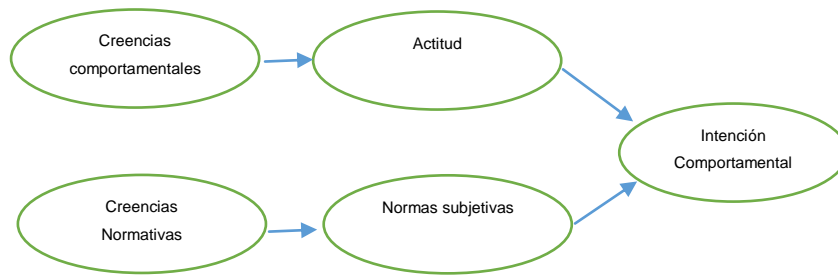 Creencias
comportamentales
Actitud
Intención
Comportamental
Creencias
Normativas
Normas subjetivas